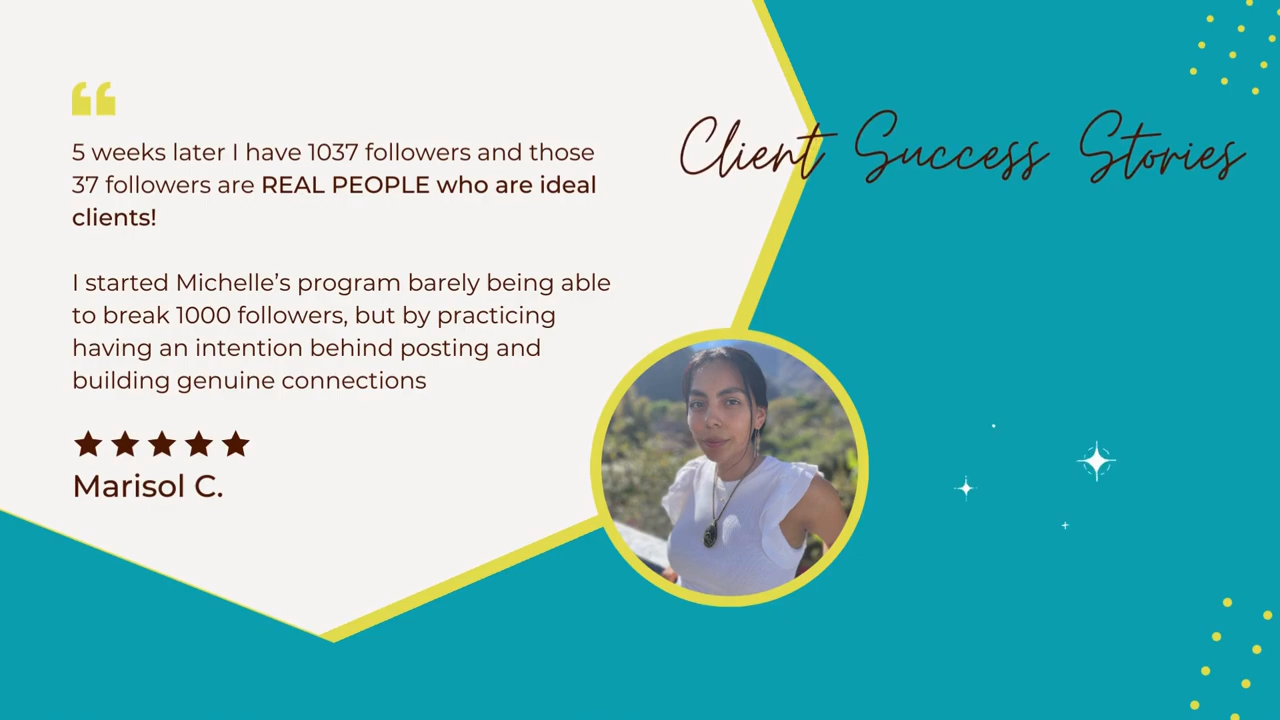 Client Success Stories
“
5 weeks later I have 1037 followers and those
37 followers are REAL PEOPLE who are ideal
clients!
I started Michelle’s program barely being able
to break 1000 followers, but by practicing
having an intention behind posting and
building genuine connections
Marisol C.